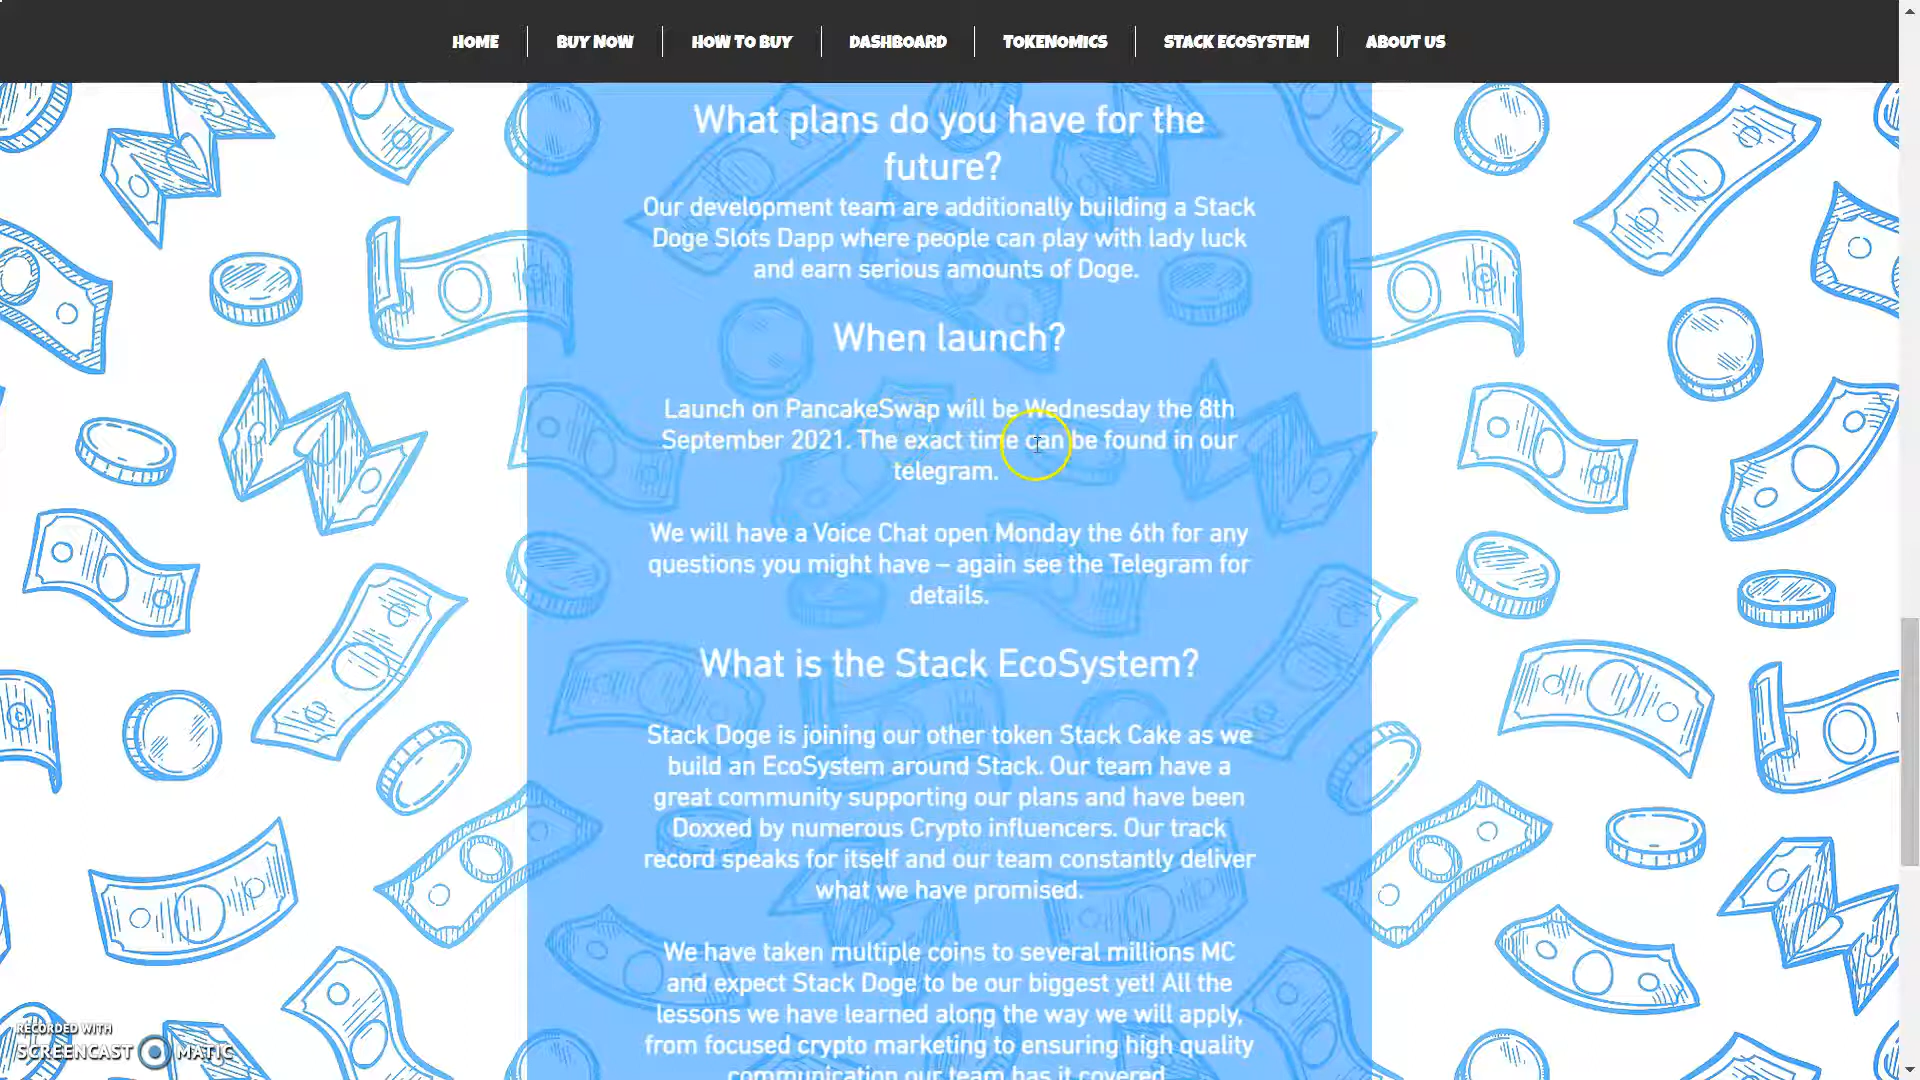 HOME BUY NOW HOW TO BUY DASHBOARD TOKENOMICS STACK ECOSYSTEM ABOUT US
What plans do you have for the
future?
Our development team are additionally building a Stack
Doge Slots Dapp where people can play with lady luck
and earn serious amounts of Doge.
When launch?
Launch on PancakeSwap will be Wednesday the 8th
September 2021. The exact time can be found in our
telegram.
We will have a Voice Chat open Monday the 6th for any
questions you might have – again see the Telegram for
details.
What is the Stack EcoSystem?
Stack Doge is joining our other token Stack Cake as we
build an EcoSystem around Stack. Our team have a
great community supporting our plans and have been
Doxxed by numerous Crypto influencers. Our track
record speaks for itself and our team constantly deliver
what we have promised.
We have taken multiple coins to several millions MC
and expect Stack Doge to be our biggest yet! All the
lessons we have learned along the way we will apply,
from focused crypto marketing to ensuring high quality
communication our team has it covered.
RECORDED WITH
SCREENCAST MATIC